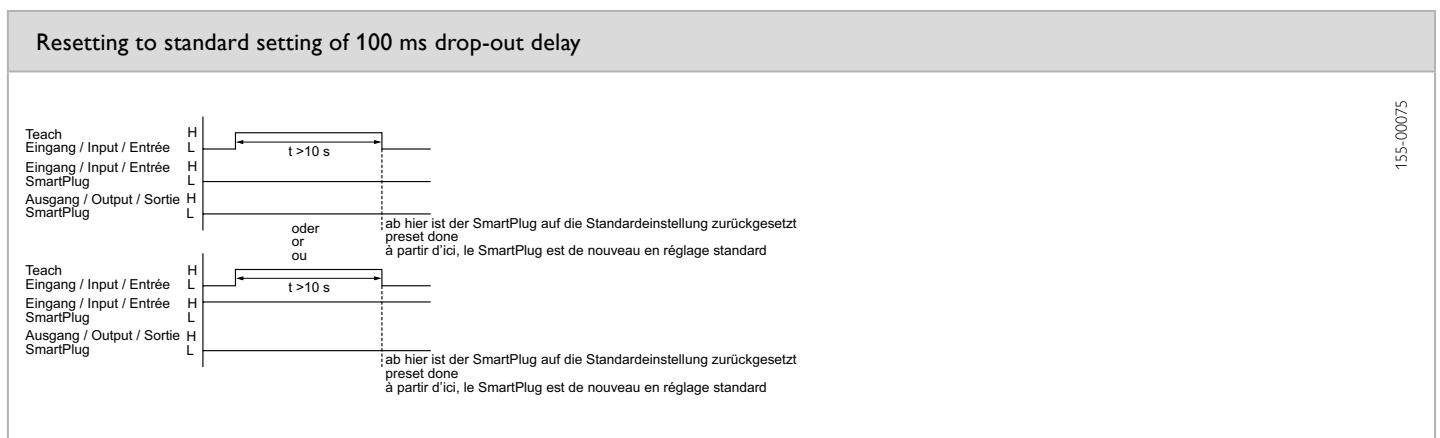 Resetting to standard setting of 100 ms drop-out delay
155-00075
Teach H
Eingang / Input / Entrée L
t >10 s
Eingang / Input / Entrée H
SmartPlug L
Ausgang / Output / Sortie H
SmartPlug L
oder
or
ou
ab hier ist der SmartPlug auf die Standardeinstellung zurückgesetzt
preset done
à partir d'ici, le SmartPlug est de nouveau en réglage standard
Teach H
Eingang / Input / Entrée L
t >10 s
Eingang / Input / Entrée H
SmartPlug L
Ausgang / Output / Sortie H
SmartPlug L
ab hier ist der SmartPlug auf die Standardeinstellung zurückgesetzt
preset done
à partir d'ici, le SmartPlug est de nouveau en réglage standard